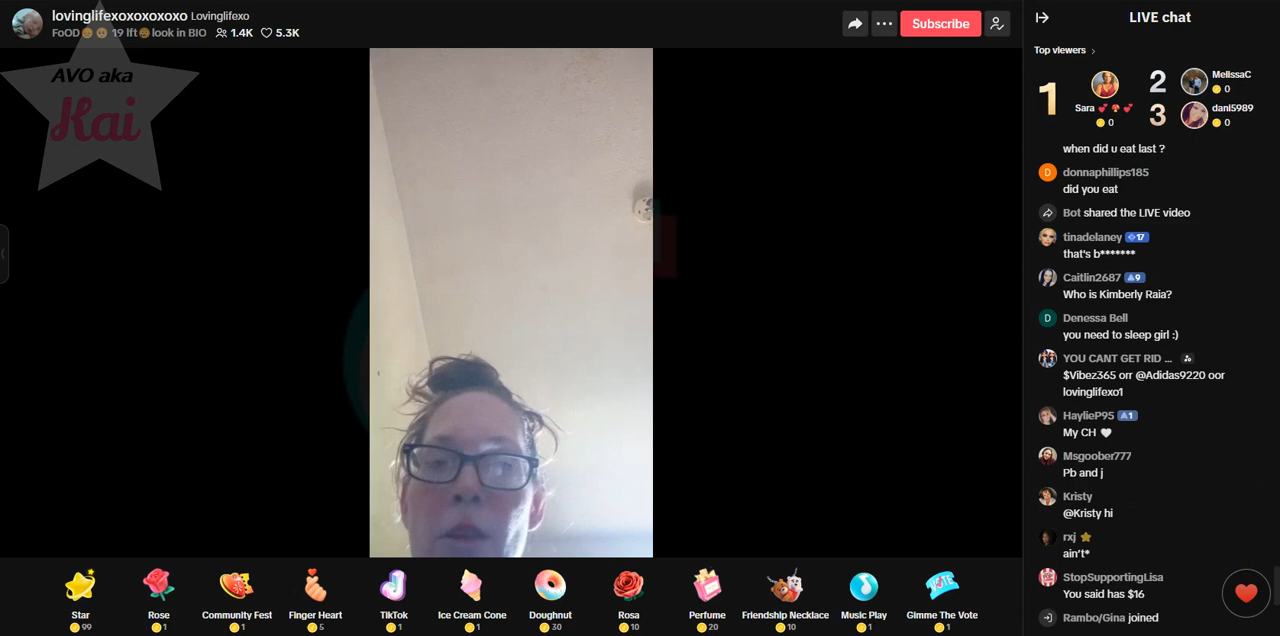 lovinglifexoxoxoxoxo Lovinglifexo
FoOD 19 lft look in BIO 1.4K 5.3K
Subscribe
AVO aka
Kai
LIVE chat
Top viewers
1
Sara
0
2
MelissaC
0
3
dani5989
0
when did u eat last ?
D donnaphillips185
did you eat
Bot shared the LIVE video
tinadelaney 17
that's b*******
Caitlin2687 9
Who is Kimberly Raia?
D Denessa Bell
you need to sleep girl :)
YOU CANT GET RID ...
$Vibez365 orr @Adidas9220 oor
lovinglifexo1
HaylieP95 1
My CH 🤍
Msgoober777
Pb and j
Kristy
@Kristy hi
rxj
ain't*
StopSupportingLisa
You said has $16
Rambo/Gina joined
Star Rose Community Fest Finger Heart TikTok Ice Cream Cone Doughnut Rosa Perfume Friendship Necklace Music Play Gimme The Vote
99 1 1 5 1 1 30 10 20 10 1 1